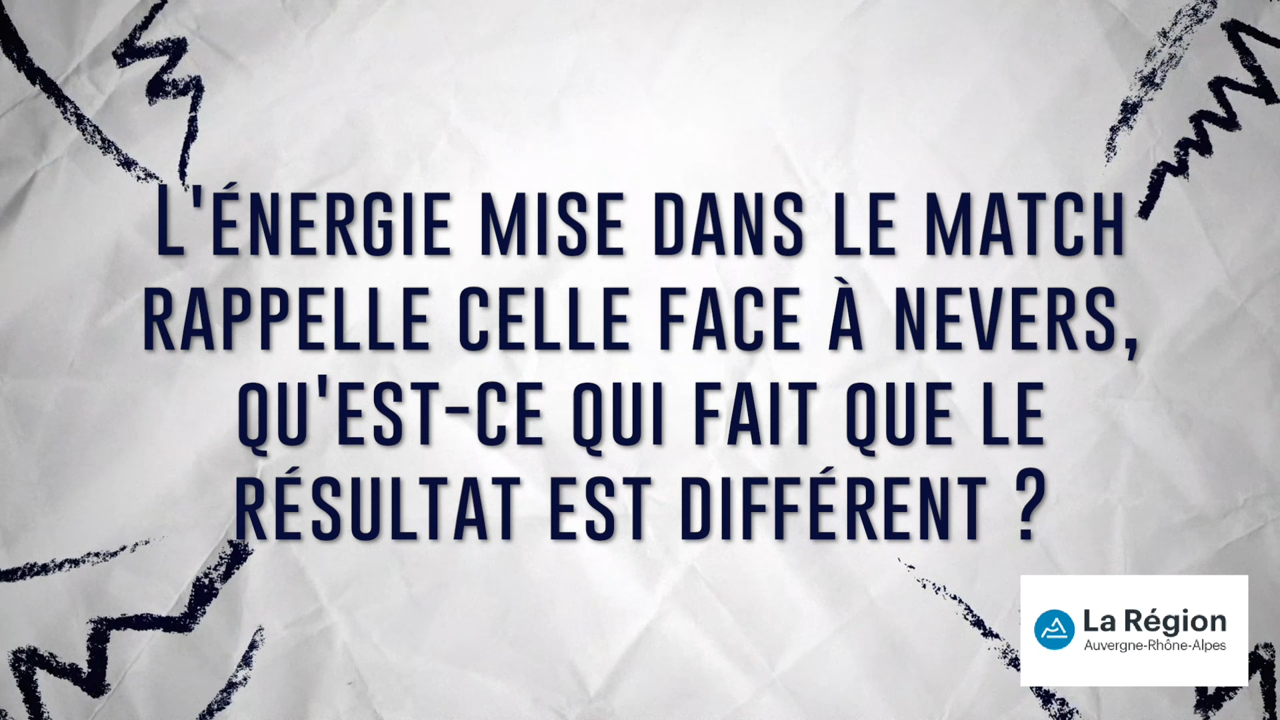 L'ÉNERGIE MISE DANS LE MATCH
RAPPELLE CELLE FACE À NEVERS,
QU'EST-CE QUI FAIT QUE LE
RÉSULTAT EST DIFFÉRENT ?
La Région
Auvergne-Rhône-Alpes